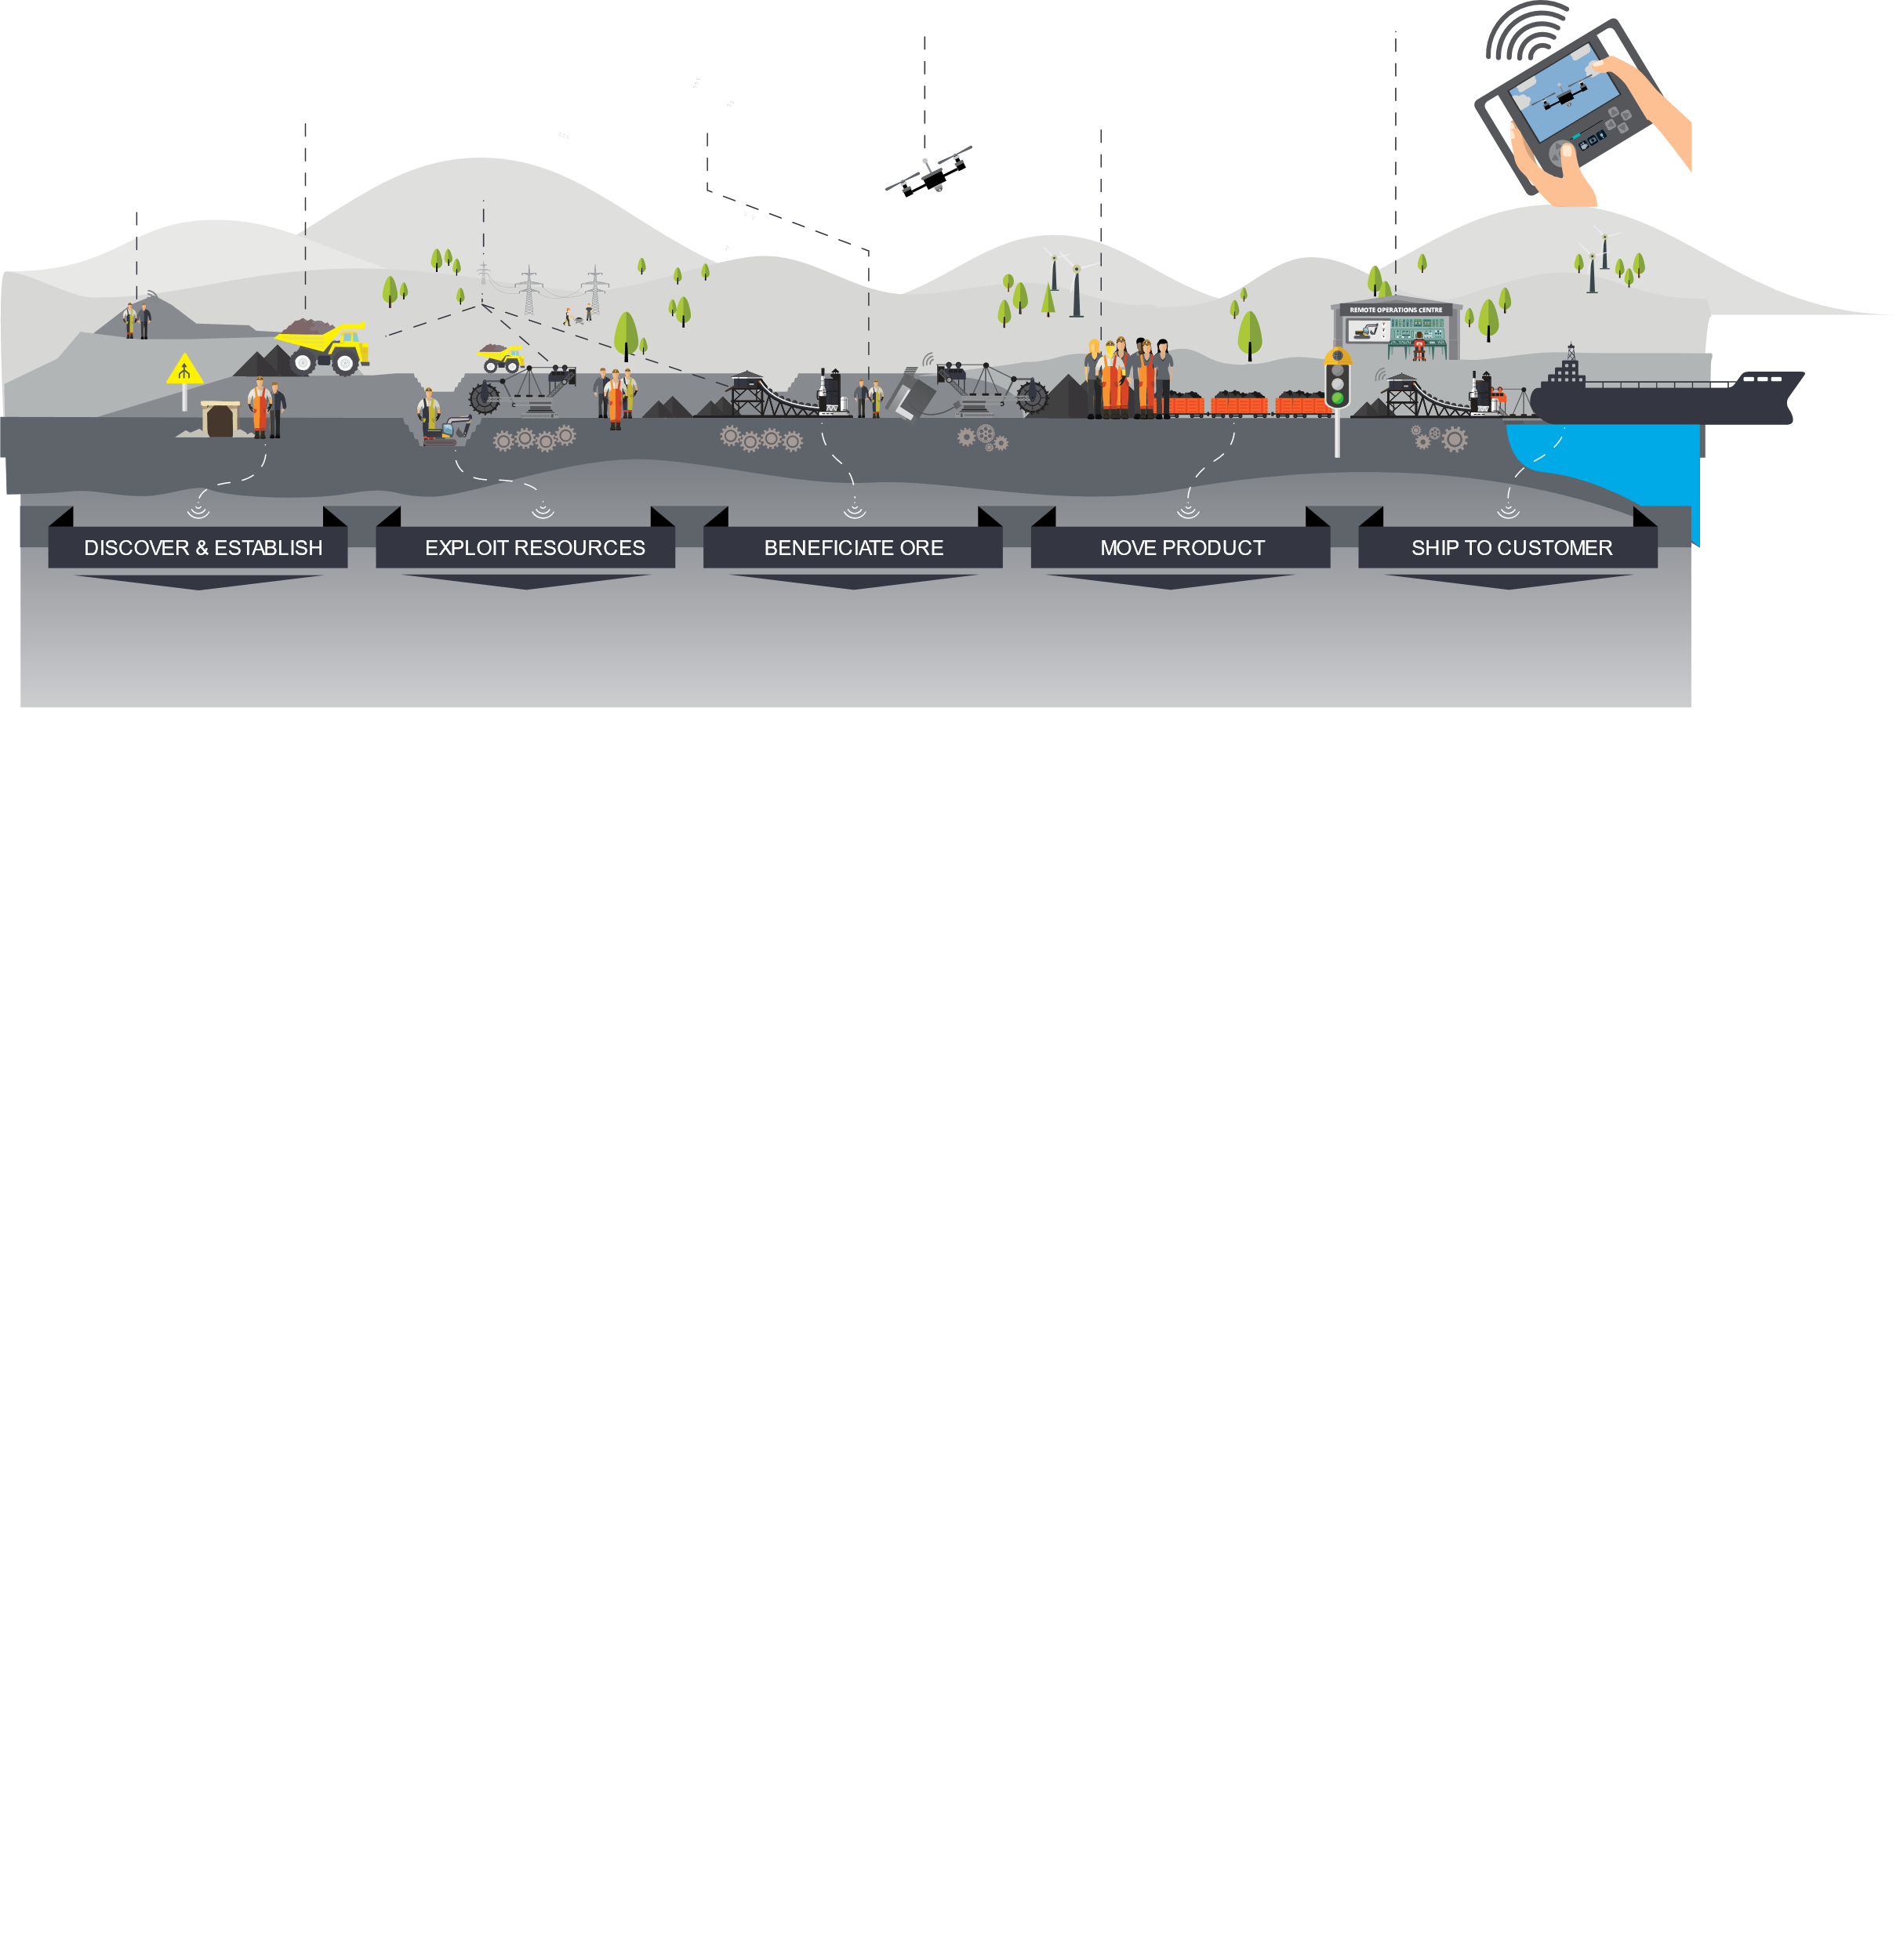 REMOTE OPERATIONS CENTRE
DISCOVER & ESTABLISH
EXPLOIT RESOURCES
BENEFICIATE ORE
MOVE PRODUCT
SHIP TO CUSTOMER